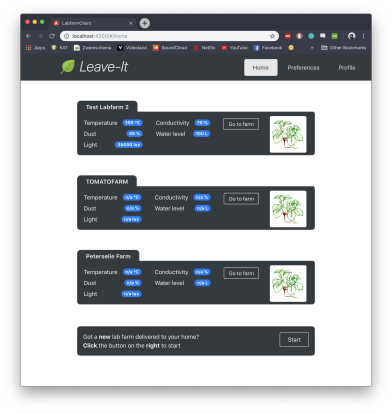 LabfarmClient
localhost:4200/#/home
Apps KAT Zwemschema Videoland SoundCloud Netflix YouTube Facebook » Other Bookmarks
Leave-It Home Preferences Profile
Test Labfarm 2
Temperature 100 °C Conductivity 70 % Go to farm
Dust 45 % Water level 100 L
Light 45050 lux
TOMATOFARM
Temperature n/a °C Conductivity n/a % Go to farm
Dust n/a % Water level n/a L
Light n/a lux
Peterselie Farm
Temperature n/a °C Conductivity n/a % Go to farm
Dust n/a % Water level n/a L
Light n/a lux
Got a new lab farm delivered to your home?
Click the button on the right to start Start